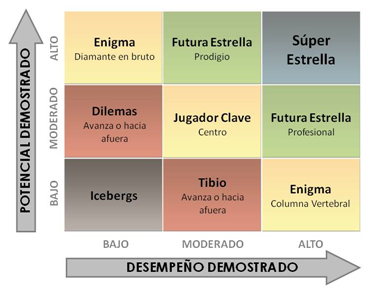 POTENCIAL DEMOSTRADO
ALTO
Enigma
Diamante en bruto
Futura Estrella
Prodigio
Súper
Estrella
MODERADO
Dilemas
Avanza o hacia
afuera
Jugador Clave
Centro
Futura Estrella
Profesional
BAJO
Icebergs
Tibio
Avanza o hacia
afuera
Enigma
Columna Vertebral
BAJO
MODERADO
ALTO
DESEMPEÑO DEMOSTRADO